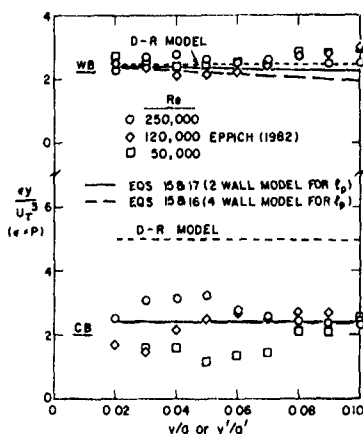 4
D-R MODEL
WB
2
Re
0
○ 250,000
◇ 120,000 EPPICH (1982)
□ 50,000
EQS 15 & 17 (2 WALL MODEL FOR ℓp)
EQS 15 & 16 (4 WALL MODEL FOR ℓp)
εy
Uτ³
(ε=P)
6
D-R MODEL
4
2
CB
0
0 0.02 0.04 0.06 0.08 0.10
y/a or y'/a'